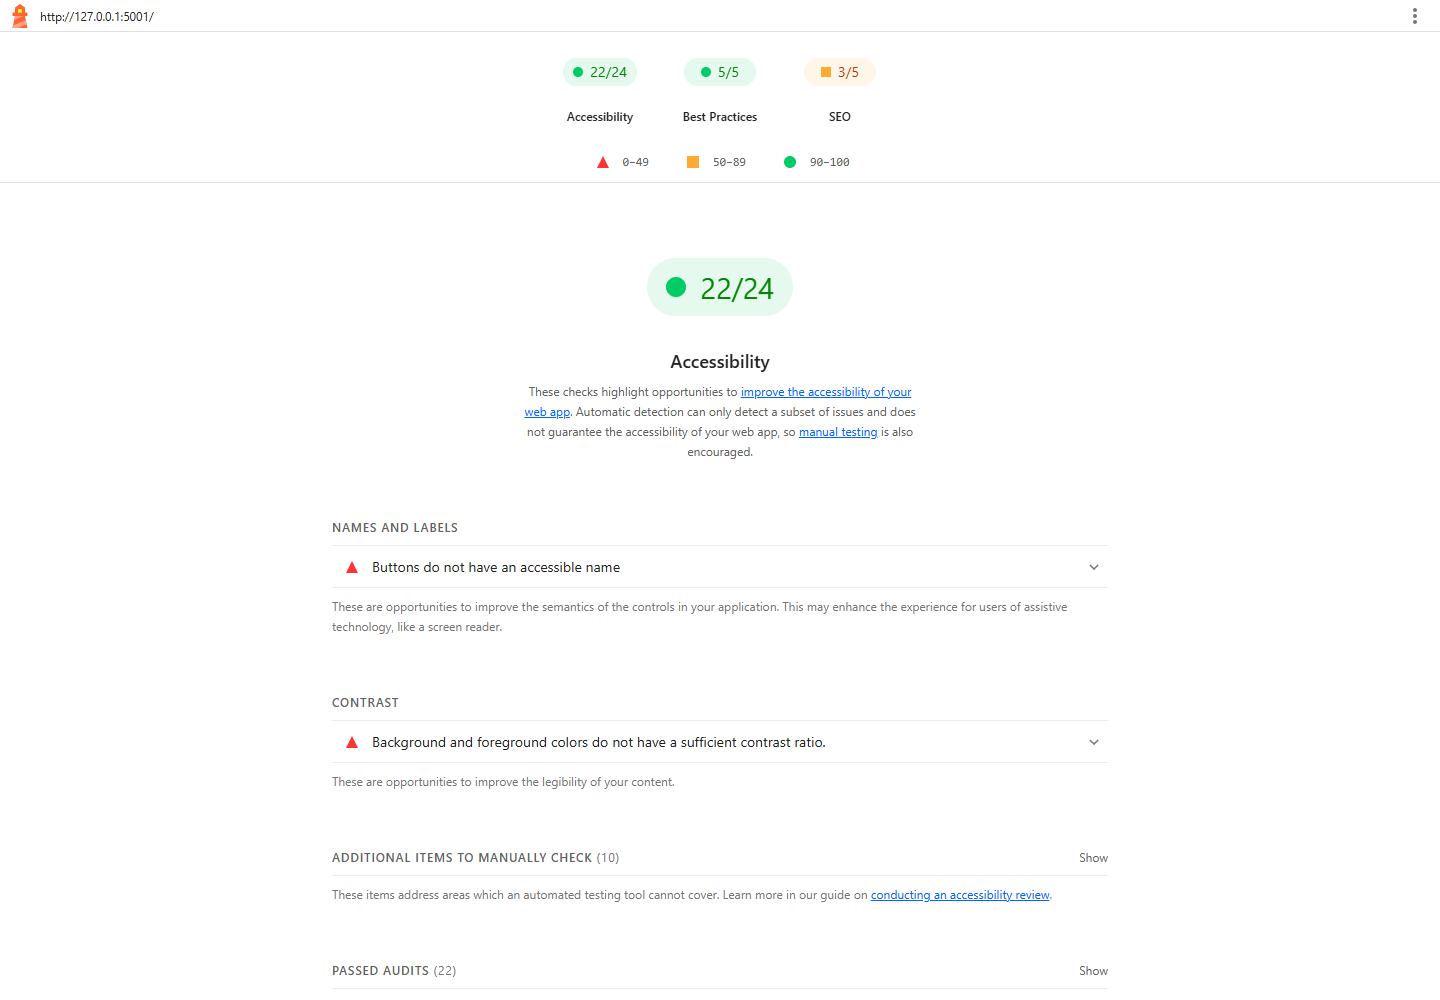 http://127.0.0.1:5001/
22/24
5/5
3/5
Accessibility
Best Practices
SEO
0–49
50–89
90–100
22/24
Accessibility
These checks highlight opportunities to improve the accessibility of your
web app. Automatic detection can only detect a subset of issues and does
not guarantee the accessibility of your web app, so manual testing is also
encouraged.
NAMES AND LABELS
Buttons do not have an accessible name
These are opportunities to improve the semantics of the controls in your application. This may enhance the experience for users of assistive
technology, like a screen reader.
CONTRAST
Background and foreground colors do not have a sufficient contrast ratio.
These are opportunities to improve the legibility of your content.
ADDITIONAL ITEMS TO MANUALLY CHECK (10)
Show
These items address areas which an automated testing tool cannot cover. Learn more in our guide on conducting an accessibility review.
PASSED AUDITS (22)
Show